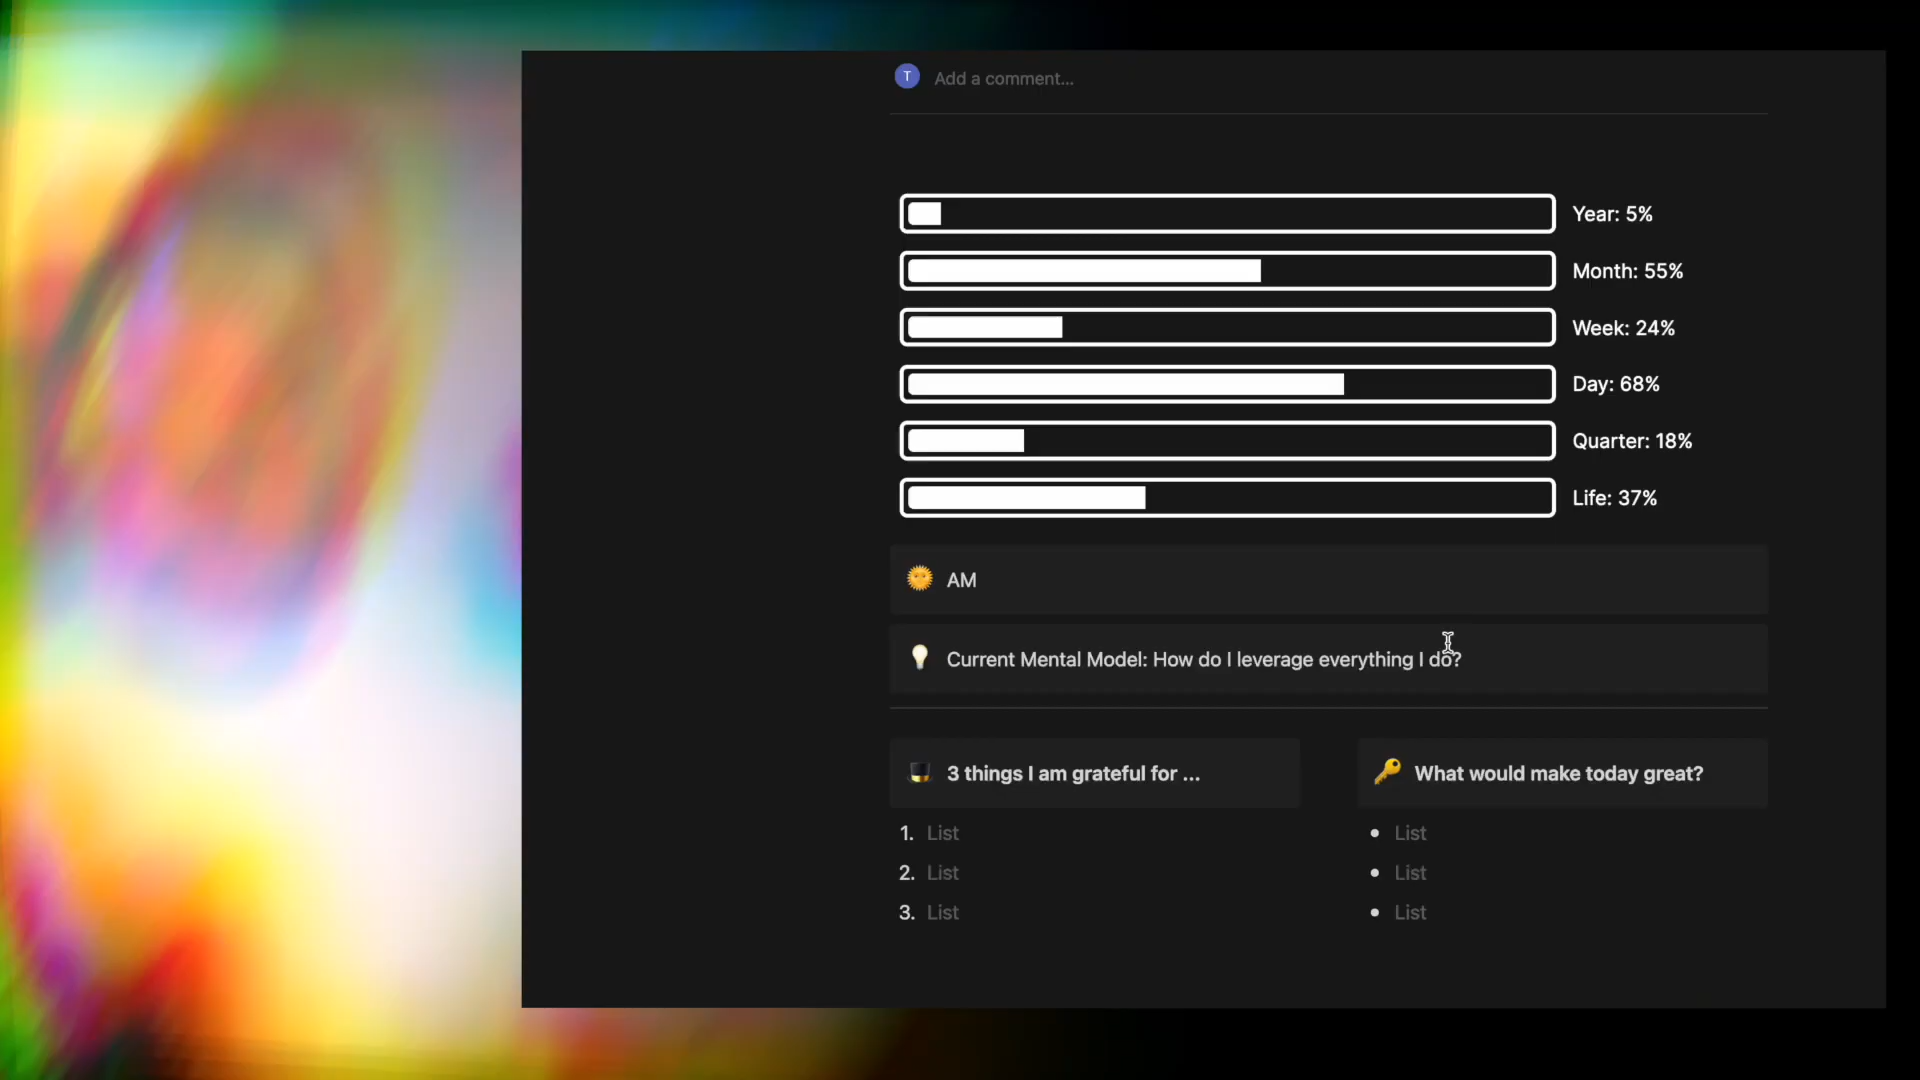 T Add a comment...
Year: 5%
Month: 55%
Week: 24%
Day: 68%
Quarter: 18%
Life: 37%
AM
Current Mental Model: How do I leverage everything I do?
3 things I am grateful for ...
1. List
2. List
3. List
What would make today great?
• List
• List
• List